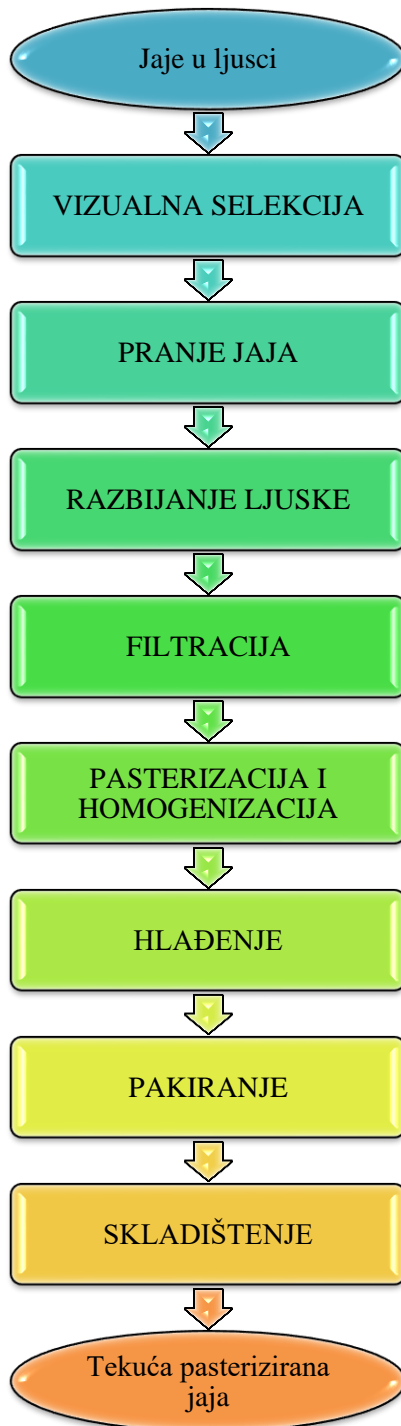 Jaje u ljusci
VIZUALNA SELEKCIJA
PRANJE JAJA
RAZBIJANJE LJUSKE
FILTRACIJA
PASTERIZACIJA I
HOMOGENIZACIJA
HLAĐENJE
PAKIRANJE
SKLADIŠTENJE
Tekuća pasterizirana
jaja